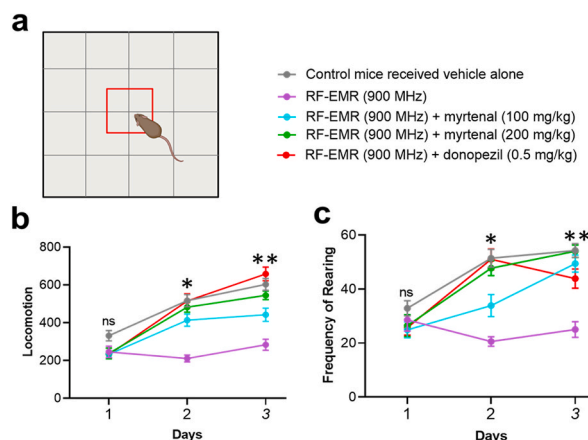 a
Control mice received vehicle alone
RF-EMR (900 MHz)
RF-EMR (900 MHz) + myrtenal (100 mg/kg)
RF-EMR (900 MHz) + myrtenal (200 mg/kg)
RF-EMR (900 MHz) + donopezil (0.5 mg/kg)
b
800
600
400
200
0
Locomotion
ns
*
**
1 2 3
Days
c
60
40
20
0
Frequency of Rearing
ns
*
**
1 2 3
Days